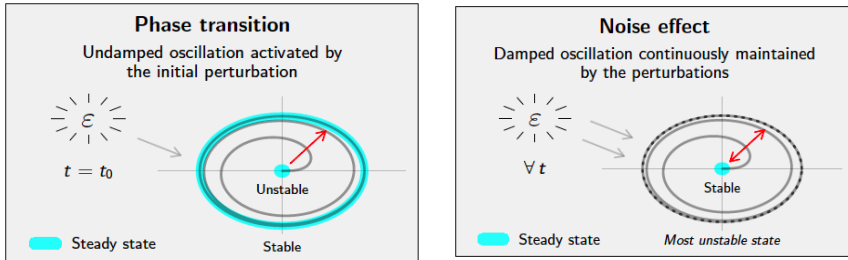 Phase transition
Undamped oscillation activated by
the initial perturbation
ε
t = t₀
Unstable
Steady state
Stable
Noise effect
Damped oscillation continuously maintained
by the perturbations
ε
∀ t
Stable
Steady state
Most unstable state